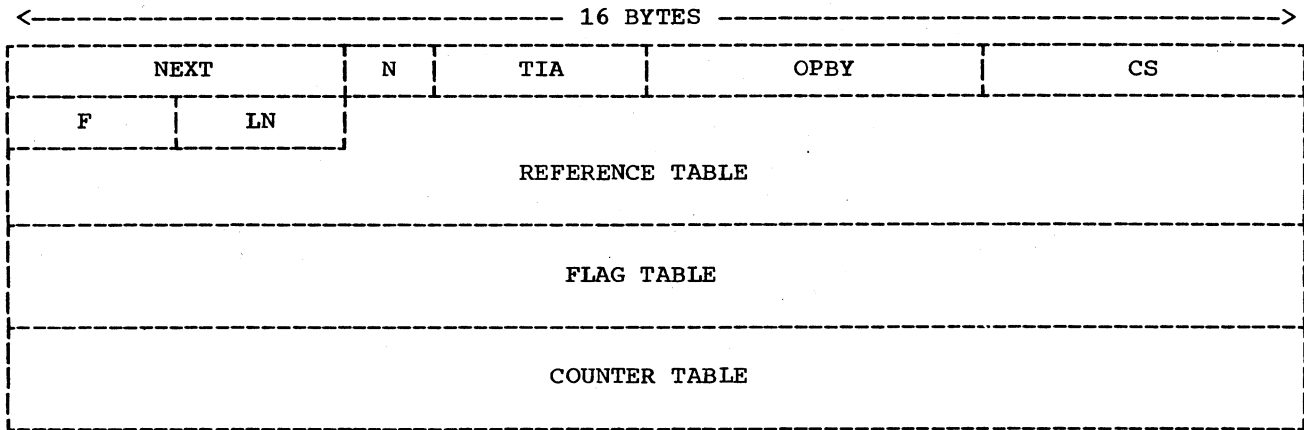 16 BYTES
NEXT N TIA OPBY CS
F LN
REFERENCE TABLE
FLAG TABLE
COUNTER TABLE